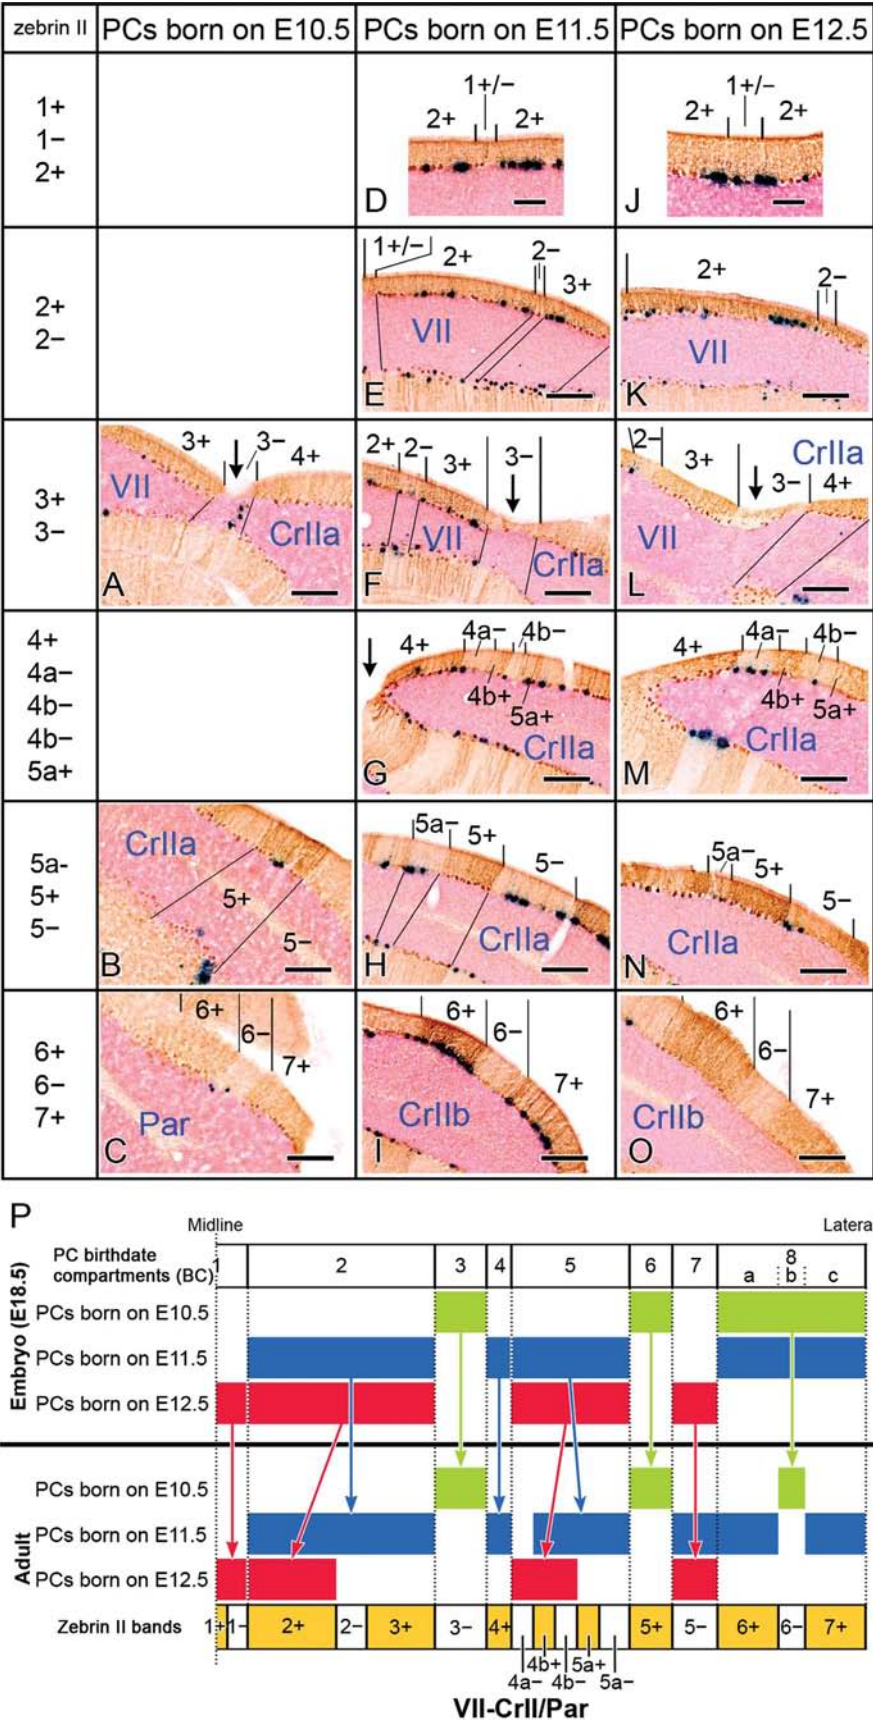 zebrin II PCs born on E10.5 PCs born on E11.5 PCs born on E12.5
1+
1−
2+
1+/−
2+ 2+
D
1+/−
2+ 2+
J
2+
2−
1+/− 2+ 2− 3+
VII
E
2+ 2−
VII
K
3+
3−
3+ 3− 4+
VII
CrIIa
A
2+ 2− 3+ 3−
VII
CrIIa
F
2− 3+ CrIIa
3− 4+
VII
L
4+
4a−
4b−
4b−
5a+
4+ 4a− 4b−
4b+ 5a+
CrIIa
G
4+ 4a− 4b−
4b+ 5a+
CrIIa
M
5a-
5+
5−
CrIIa
5+
5−
B
5a− 5+ 5−
CrIIa
H
5a− 5+ 5−
CrIIa
N
6+
6−
7+
6+ 6− 7+
Par
C
6+ 6− 7+
CrIIb
I
6+ 6− 7+
CrIIb
O
P
Midline Latera
PC birthdate
compartments (BC)
1 2 3 4 5 6 7 8
a b c
Embryo (E18.5)
PCs born on E10.5
PCs born on E11.5
PCs born on E12.5
Adult
PCs born on E10.5
PCs born on E11.5
PCs born on E12.5
Zebrin II bands 1+ 1− 2+ 2− 3+ 3− 4+ 5+ 5− 6+ 6− 7+
4b+ 5a+
4a− 4b− 5a−
VII-CrII/Par